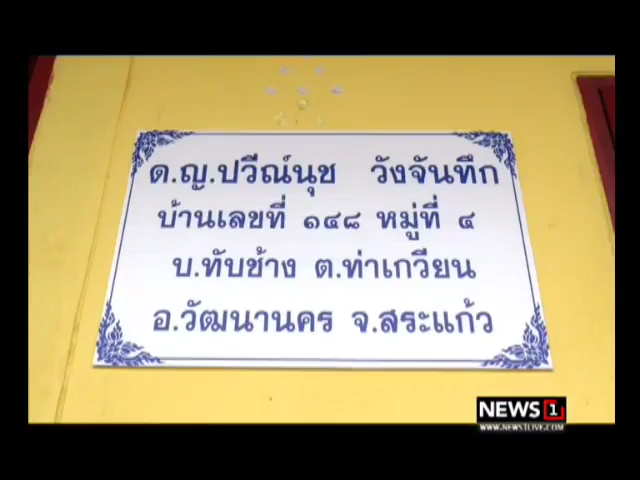 ด.ญ.ปวีณ์นุช วังจันทึก
บ้านเลขที่ ๑๔๘ หมู่ที่ ๔
บ.ทับช้าง ต.ท่าเกวียน
อ.วัฒนานคร จ.สระแก้ว
NEWS 1
WWW.NEWS1LIVE.COM